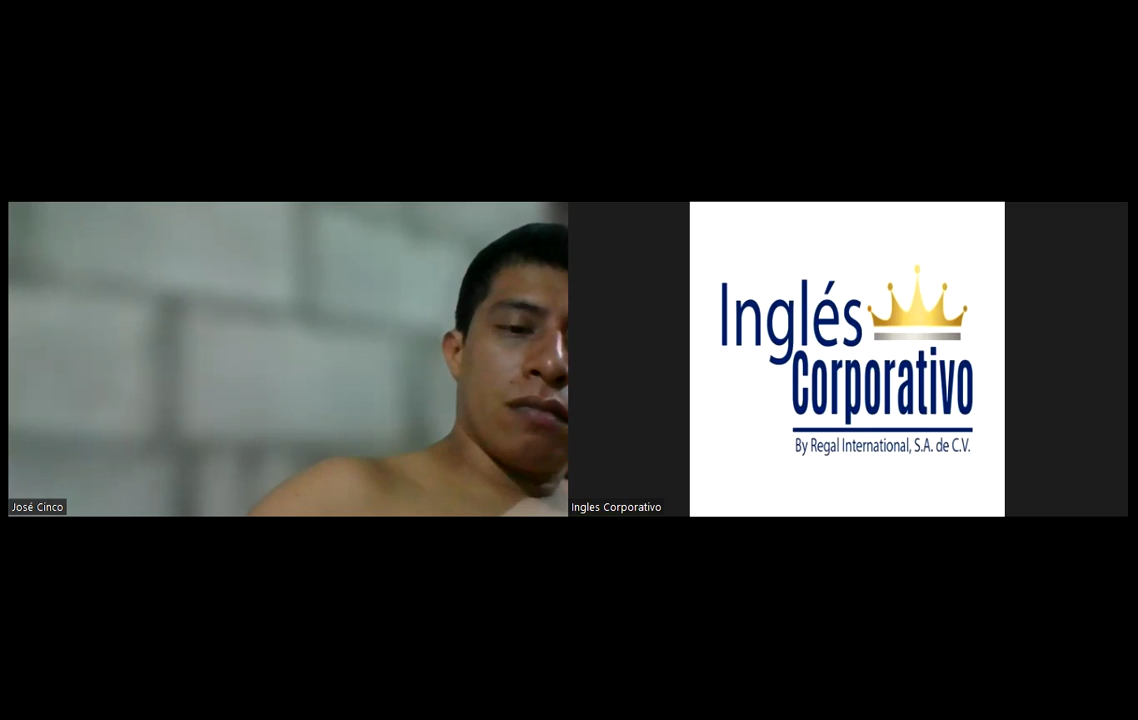 Inglés
Corporativo
By Regal International, S.A. de C.V.
José Cinco
Ingles Corporativo